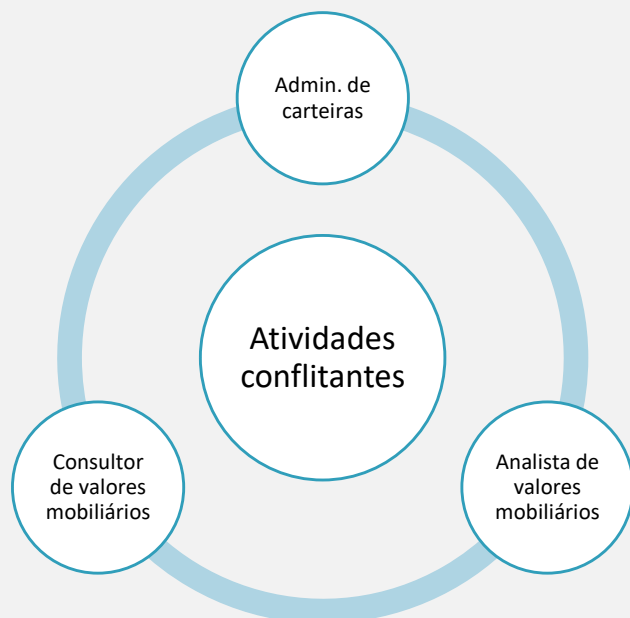 Admin. de
carteiras
Atividades
conflitantes
Consultor
de valores
mobiliários
Analista de
valores
mobiliários